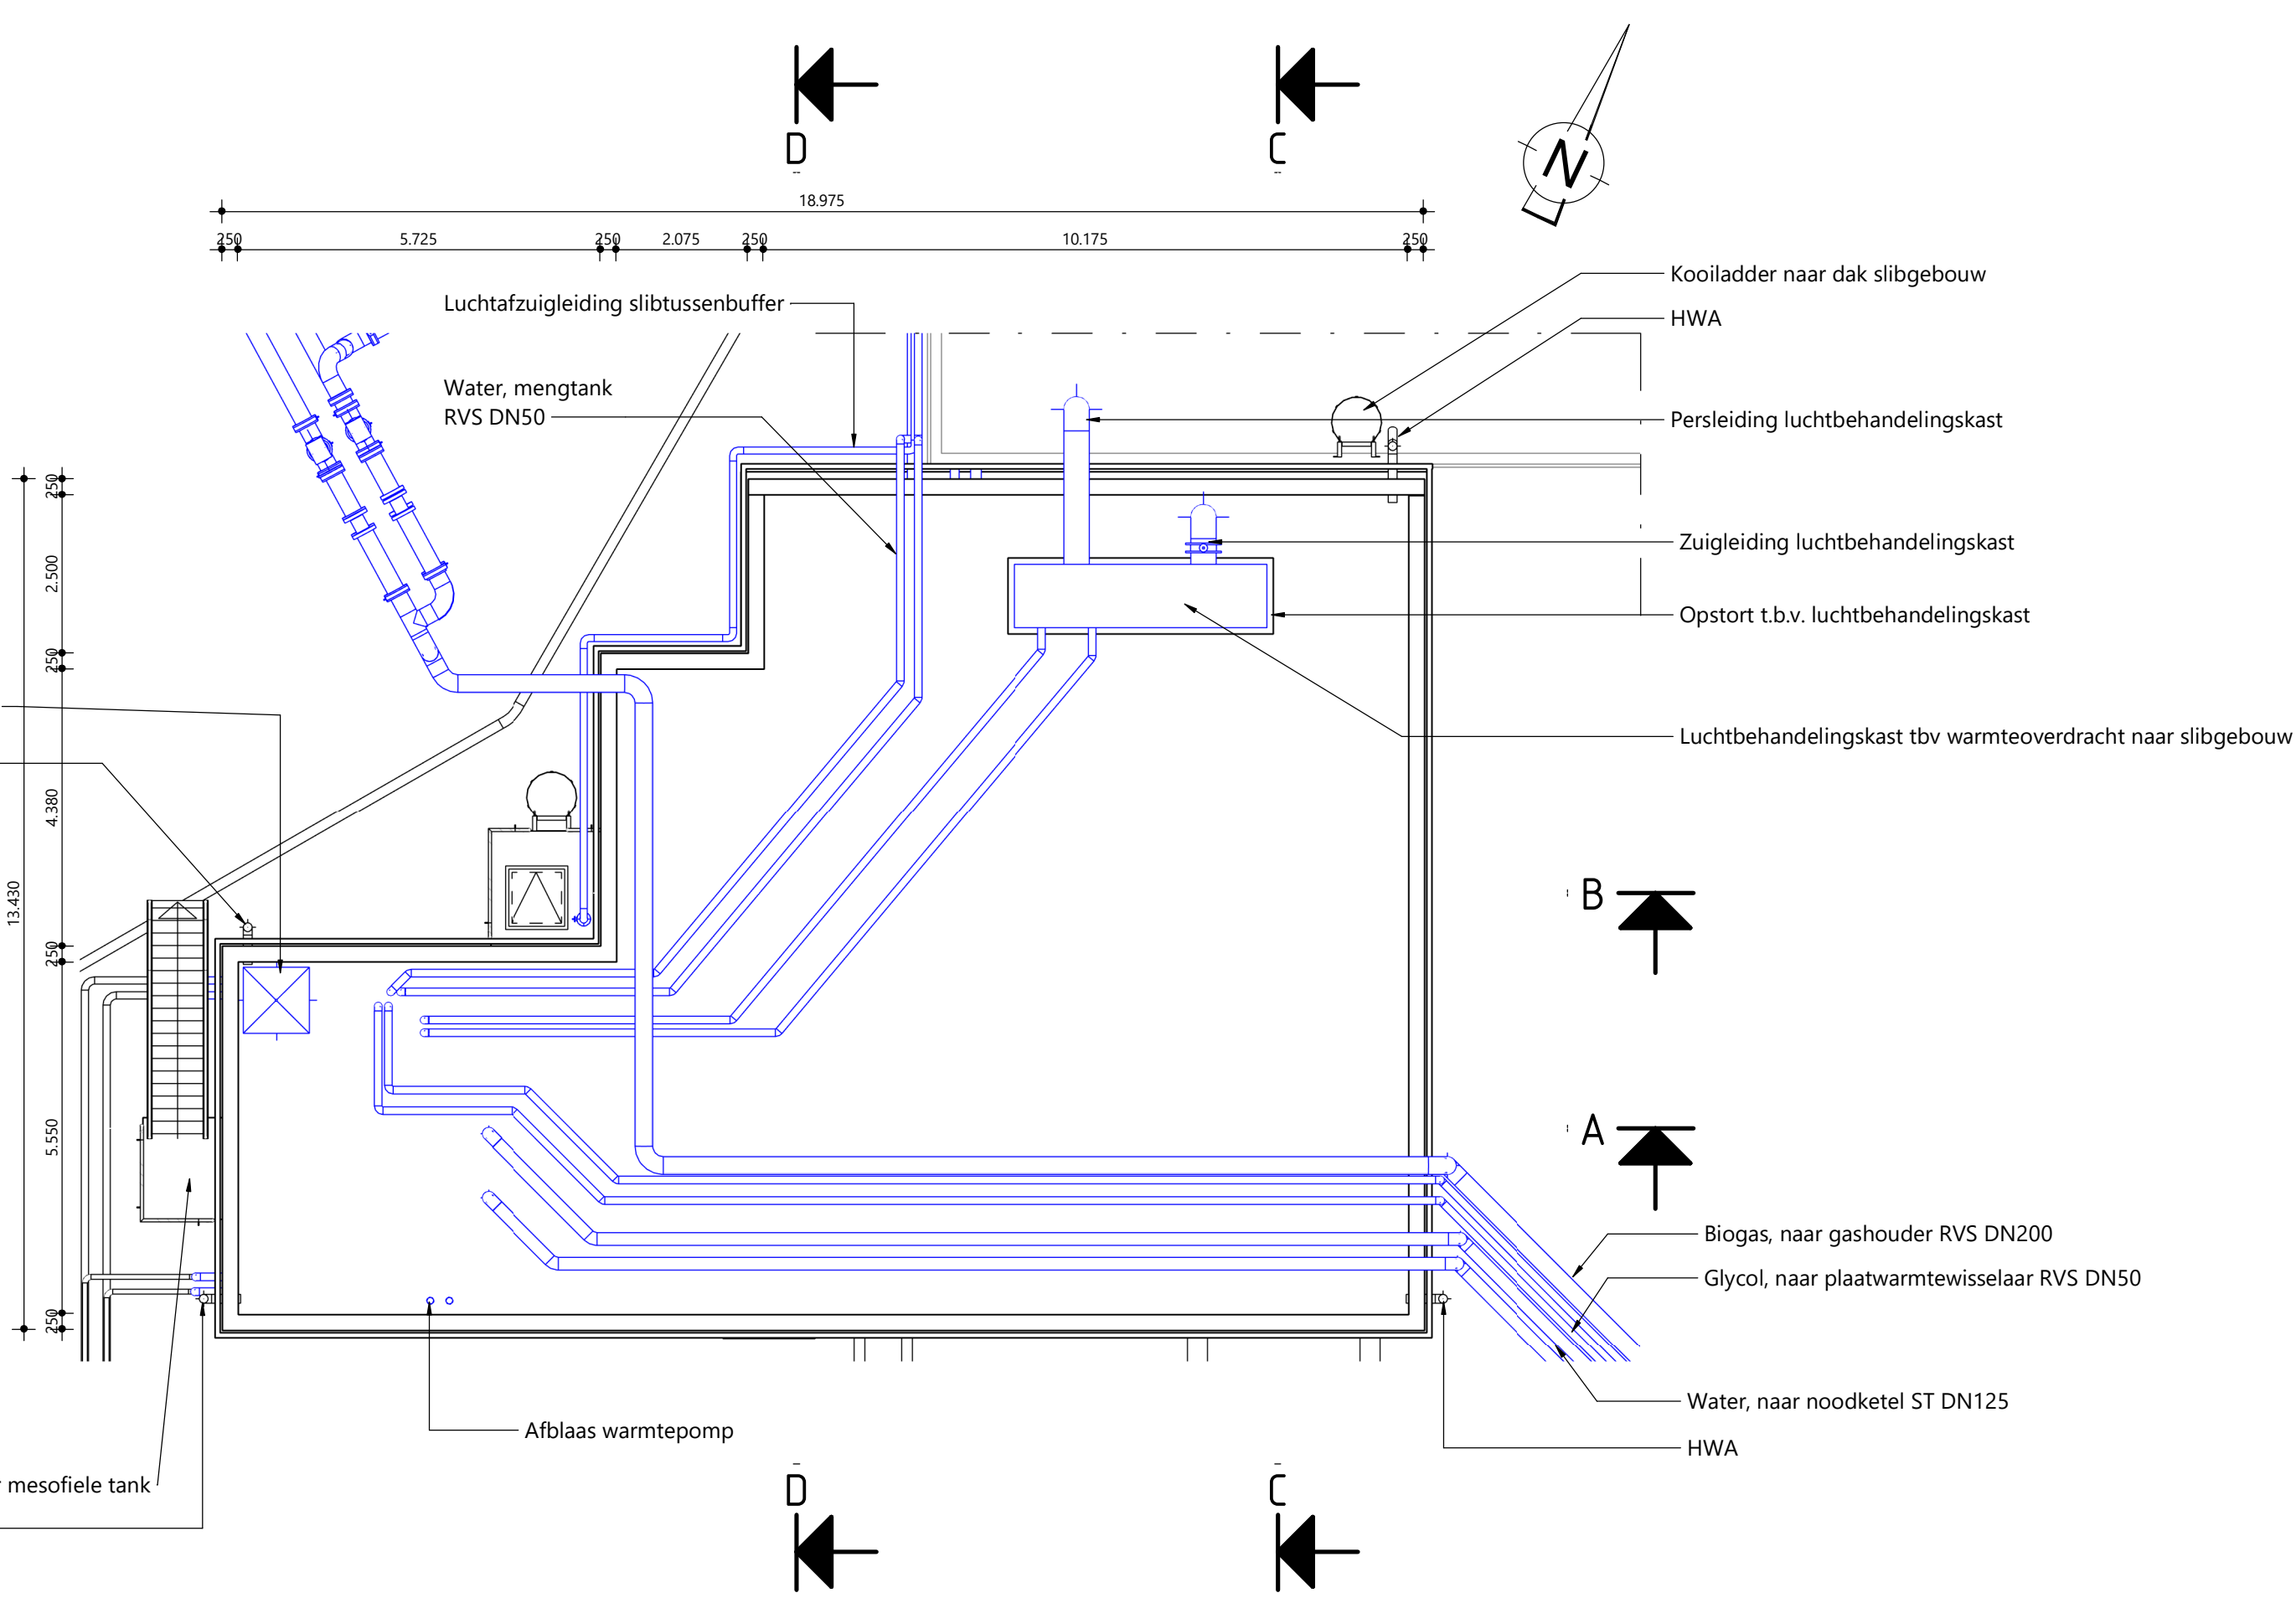 D
C
N
18.975
250
5.725
250
2.075
250
10.175
250
Kooiladder naar dak slibgebouw
Luchtafzuigleiding slibtussenbuffer
HWA
Water, mengtank
RVS DN50
Persleiding luchtbehandelingskast
250
2.500
Zuigleiding luchtbehandelingskast
Opstort t.b.v. luchtbehandelingskast
250
Luchtbehandelingskast tbv warmteoverdracht naar slibgebouw
4.380
13.430
B
250
A
5.550
Biogas, naar gashouder RVS DN200
Glycol, naar plaatwarmtewisselaar RVS DN50
250
Water, naar noodketel ST DN125
Afblaas warmtepomp
HWA
mesofiele tank
D
C